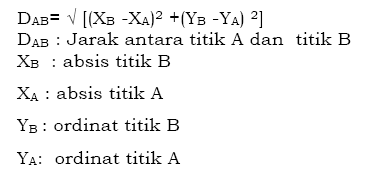 DAB= √ [(XB -XA)² +(YB -YA) ²]
DAB : Jarak antara titik A dan titik B
XB : absis titik B
XA : absis titik A
YB : ordinat titik B
YA: ordinat titik A